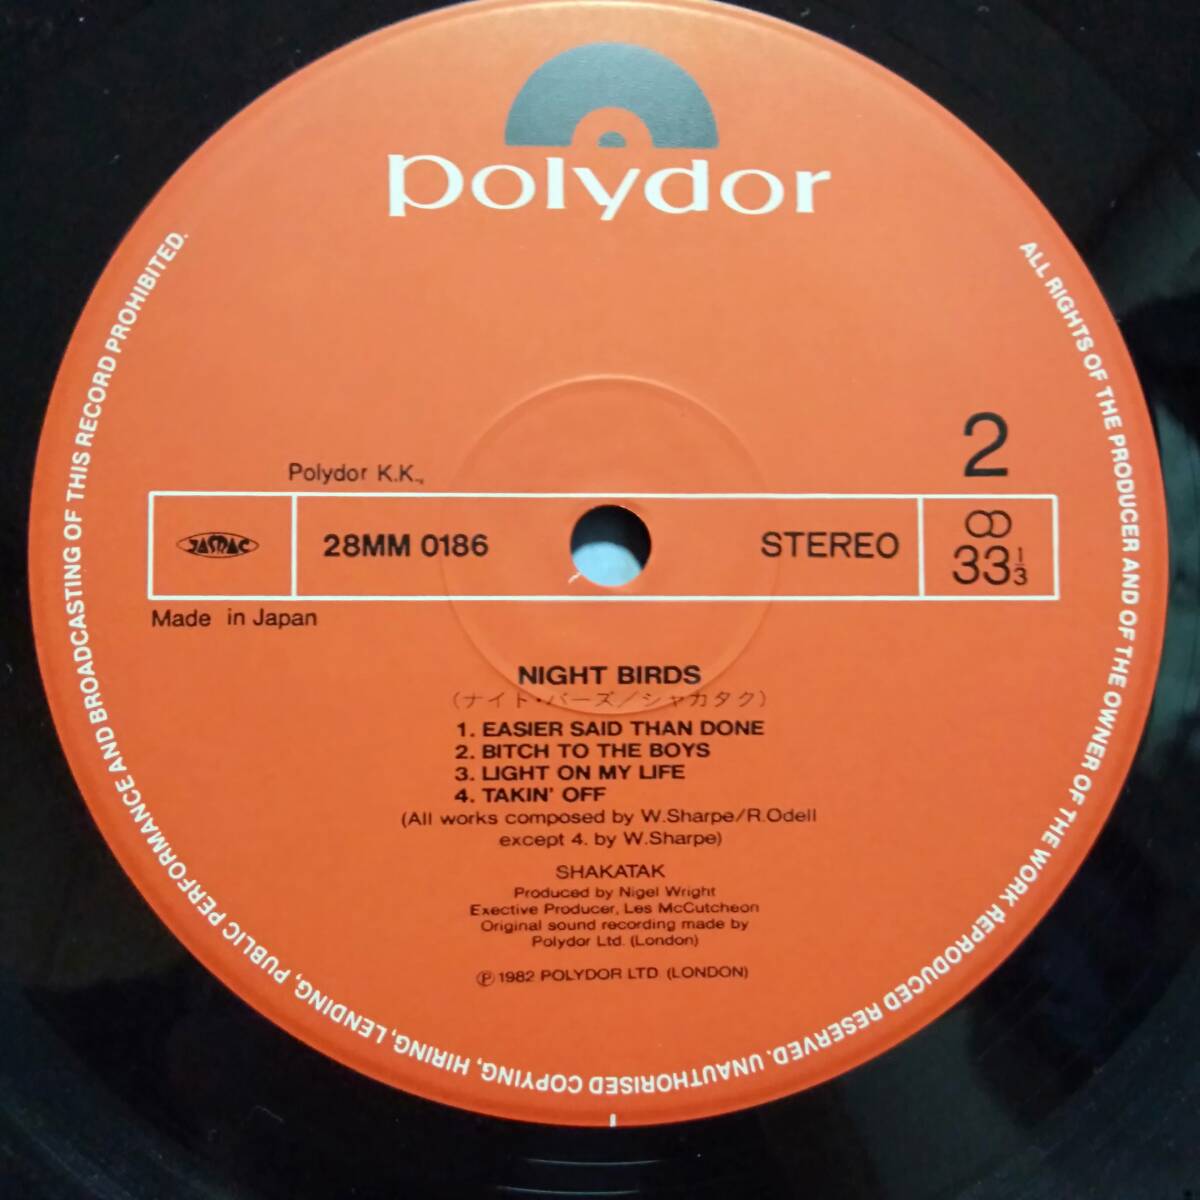 polydor
2
Polydor K.K.,
JASRAC
28MM 0186
STEREO
33 1/3
Made in Japan
NIGHT BIRDS
(ナイト・バーズ/シャカタク)
1. EASIER SAID THAN DONE
2. BITCH TO THE BOYS
3. LIGHT ON MY LIFE
4. TAKIN' OFF
(All works composed by W.Sharpe/R.Odell
except 4. by W.Sharpe)
SHAKATAK
Produced by Nigel Wright
Exective Producer, Les McCutcheon
Original sound recording made by
Polydor Ltd. (London)
Ⓟ 1982 POLYDOR LTD (LONDON)
ALL RIGHTS OF THE PRODUCER AND OF THE OWNER OF THE WORK REPRODUCED RESERVED. UNAUTHORISED COPYING, HIRING, LENDING, PUBLIC PERFORMANCE AND BROADCASTING OF THIS RECORD PROHIBITED.